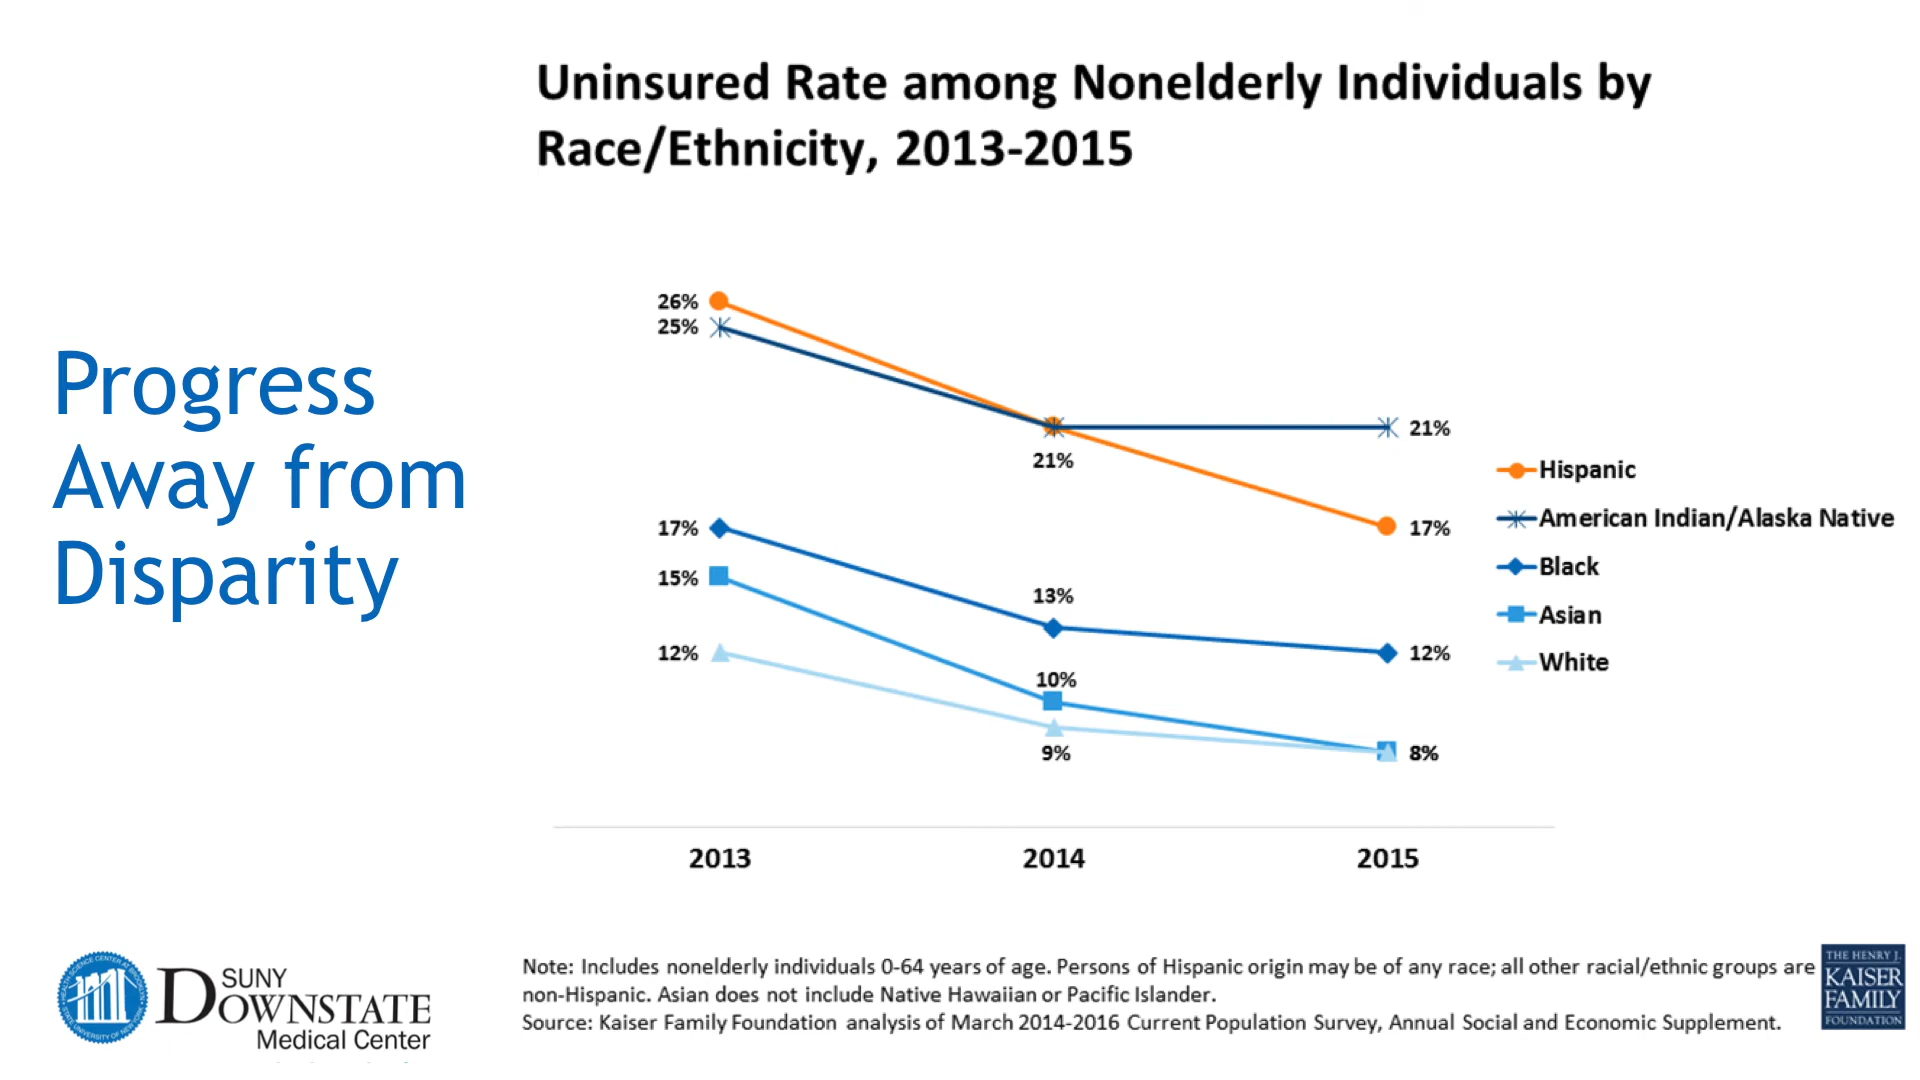 Uninsured Rate among Nonelderly Individuals by
Race/Ethnicity, 2013-2015
Progress
Away from
Disparity
26%
25%
21%
21%
17%
17%
15%
13%
12%
12%
10%
9%
8%
Hispanic
American Indian/Alaska Native
Black
Asian
White
2013
2014
2015
SUNY
DOWNSTATE
Medical Center
Note: Includes nonelderly individuals 0-64 years of age. Persons of Hispanic origin may be of any race; all other racial/ethnic groups are
non-Hispanic. Asian does not include Native Hawaiian or Pacific Islander.
Source: Kaiser Family Foundation analysis of March 2014-2016 Current Population Survey, Annual Social and Economic Supplement.
THE HENRY J.
KAISER
FAMILY
FOUNDATION